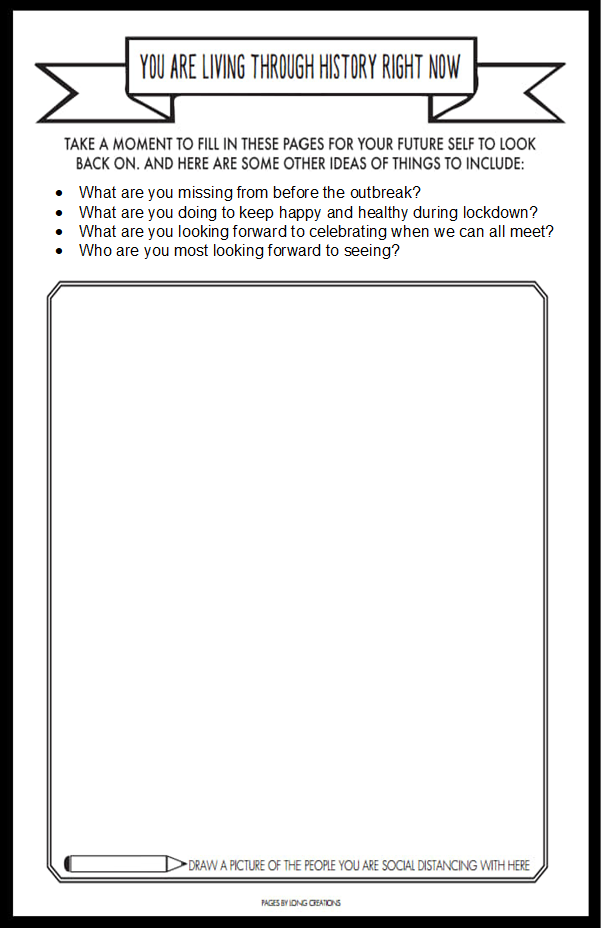 YOU ARE LIVING THROUGH HISTORY RIGHT NOW
TAKE A MOMENT TO FILL IN THESE PAGES FOR YOUR FUTURE SELF TO LOOK
BACK ON. AND HERE ARE SOME OTHER IDEAS OF THINGS TO INCLUDE:
• What are you missing from before the outbreak?
• What are you doing to keep happy and healthy during lockdown?
• What are you looking forward to celebrating when we can all meet?
• Who are you most looking forward to seeing?
DRAW A PICTURE OF THE PEOPLE YOU ARE SOCIAL DISTANCING WITH HERE
PAGES BY LONG CREATIONS